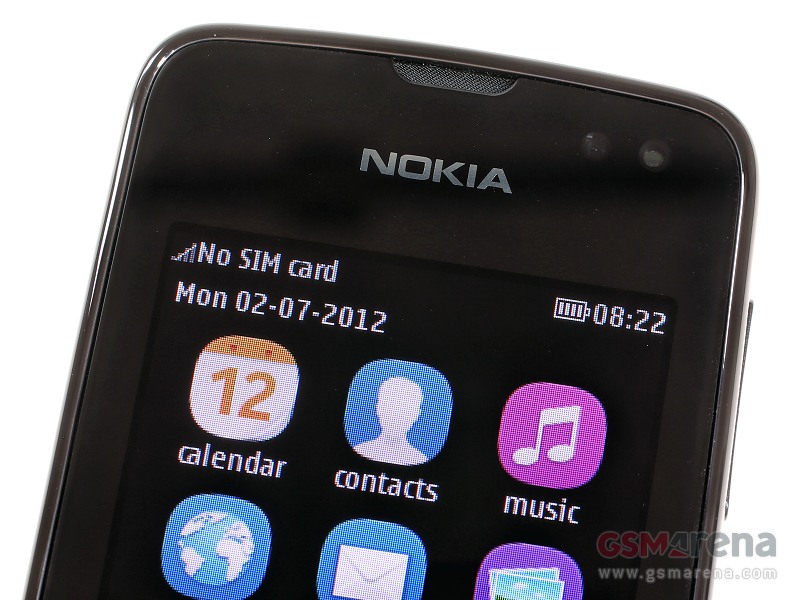 NOKIA
No SIM card
Mon 02-07-2012
08:22
12
calendar
contacts
music
GSMArena
www.gsmarena.com